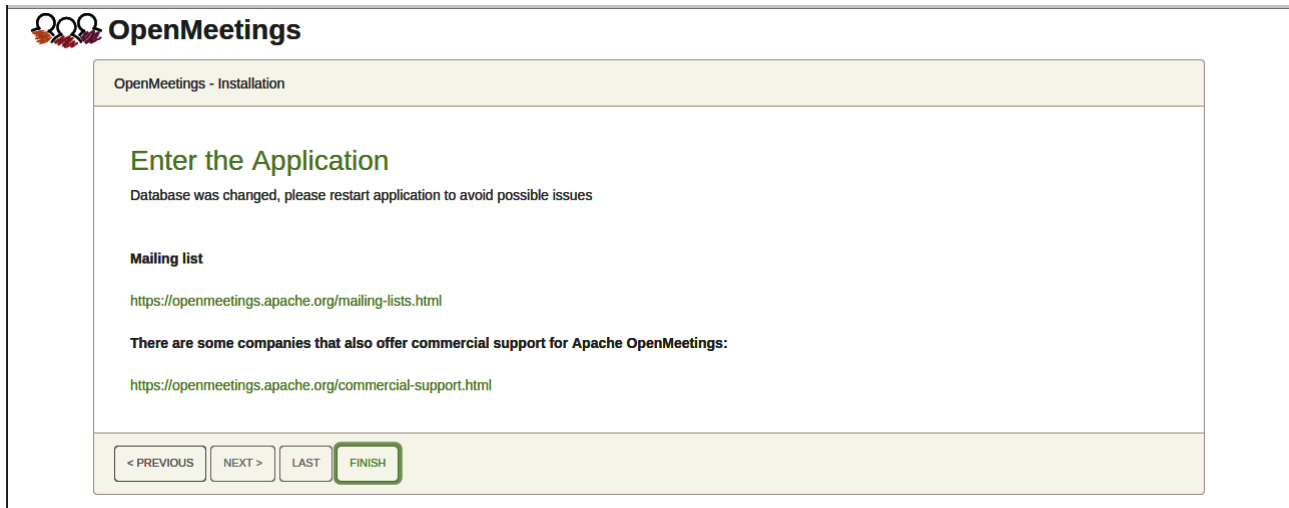 OpenMeetings
OpenMeetings - Installation
Enter the Application
Database was changed, please restart application to avoid possible issues
Mailing list
https://openmeetings.apache.org/mailing-lists.html
There are some companies that also offer commercial support for Apache OpenMeetings:
https://openmeetings.apache.org/commercial-support.html
< PREVIOUS NEXT > LAST FINISH